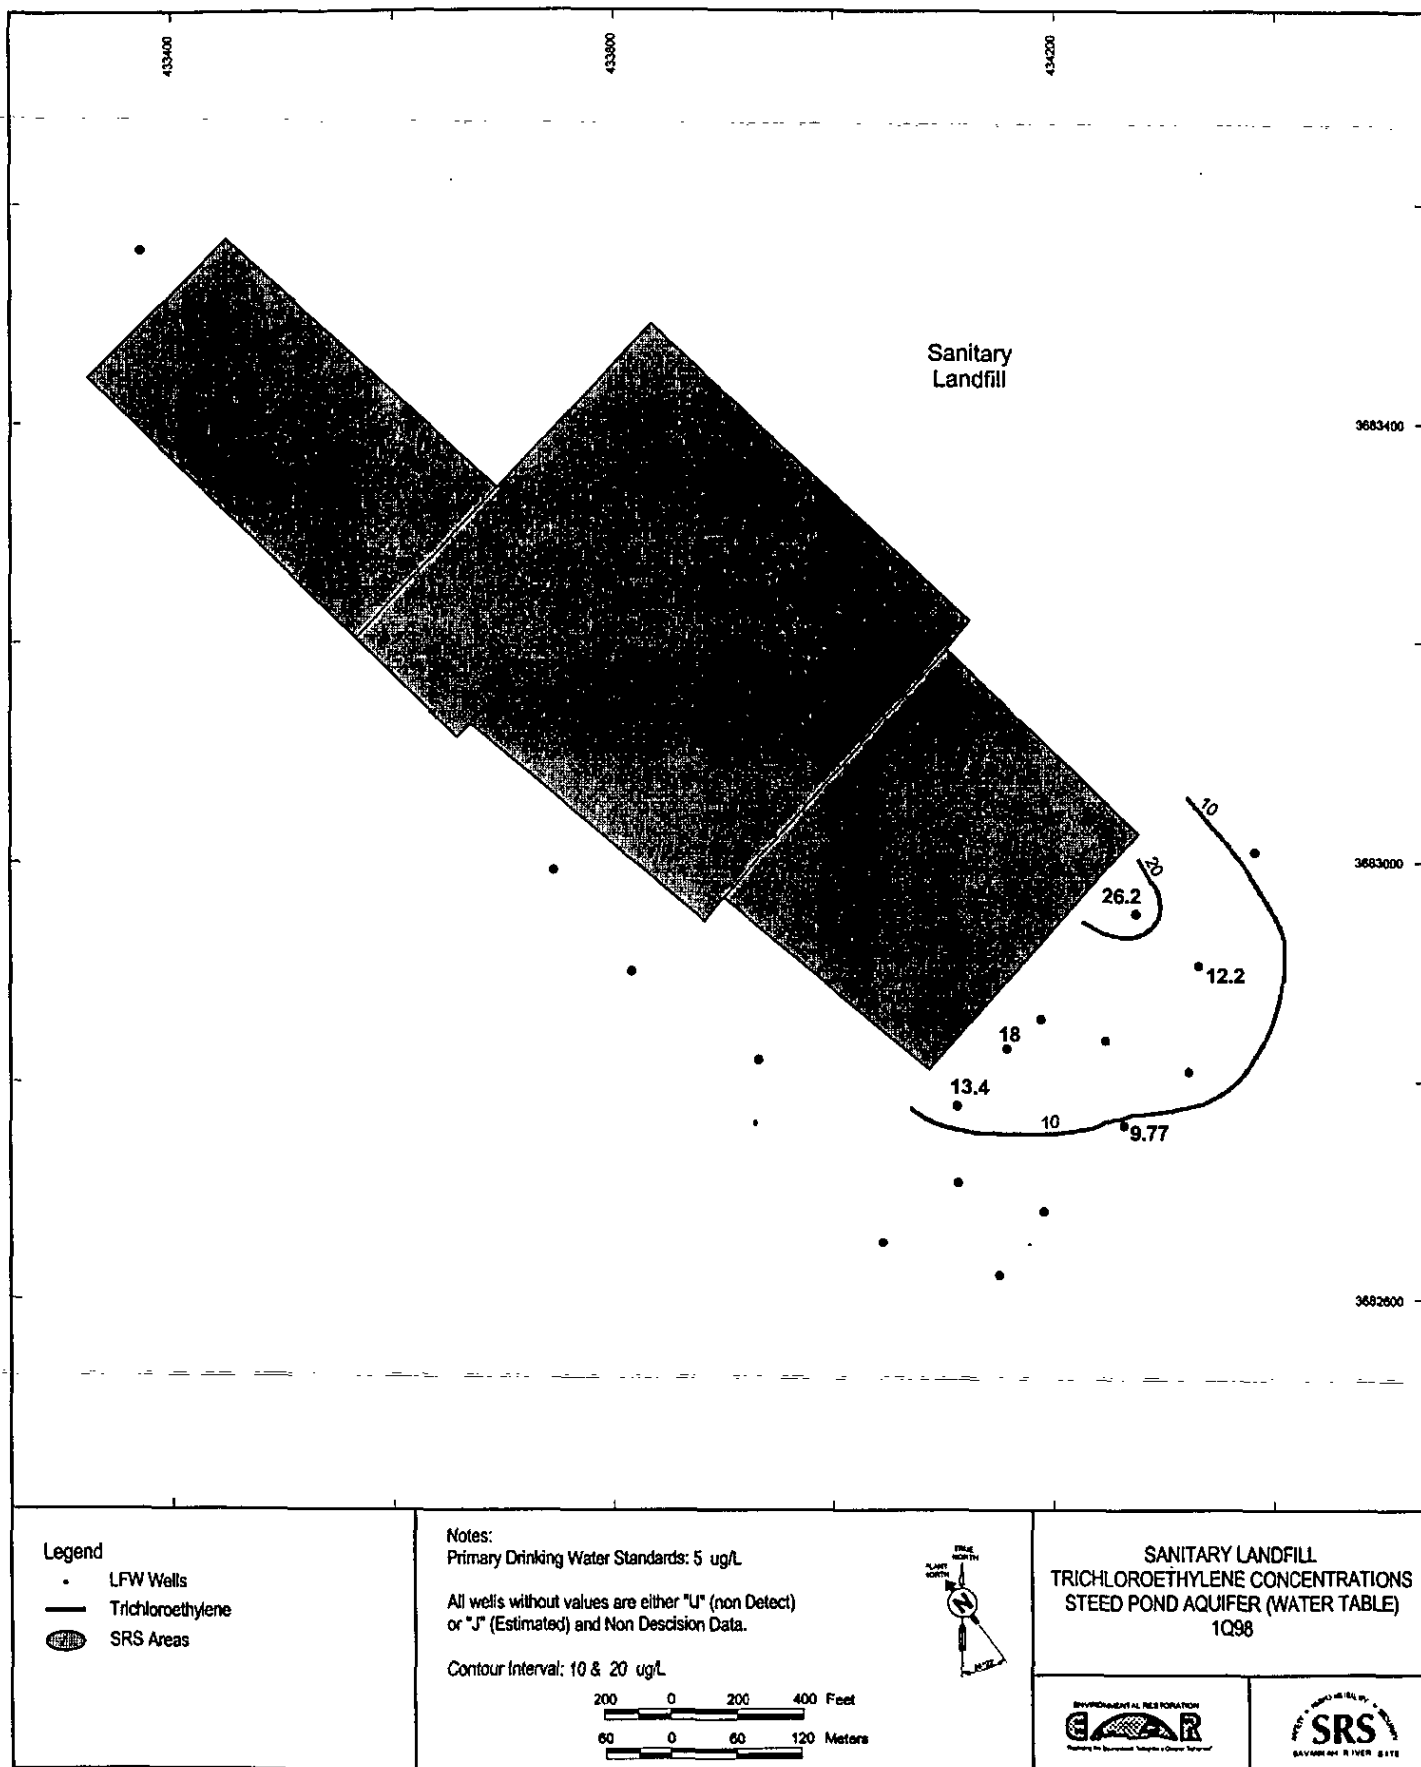 433400
433800
434200
Sanitary
Landfill
3683400
10
3683000
20
26.2
12.2
18
13.4
10
9.77
3682600
Legend
LFW Wells
Trichloroethylene
SRS Areas
Notes:
Primary Drinking Water Standards: 5 ug/L
All wells without values are either "U" (non Detect)
or "J" (Estimated) and Non Descision Data.
Contour Interval: 10 & 20 ug/L
200 0 200 400 Feet
60 0 60 120 Meters
TRUE
NORTH
PLANT
NORTH
N
SANITARY LANDFILL
TRICHLOROETHYLENE CONCENTRATIONS
STEED POND AQUIFER (WATER TABLE)
1Q98
ENVIRONMENTAL RESTORATION
E R
SRS
SAVANNAH RIVER SITE